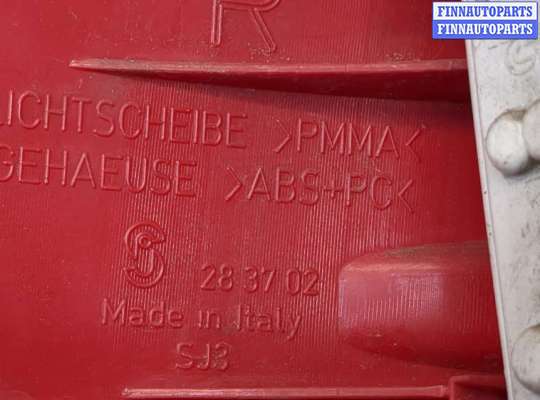 FINNAUTOPARTS
FINNAUTOPARTS
R
LICHTSCHEIBE >PMMA<
GEHAEUSE >ABS+PC<
28 37 02
Made in Italy
SJ3